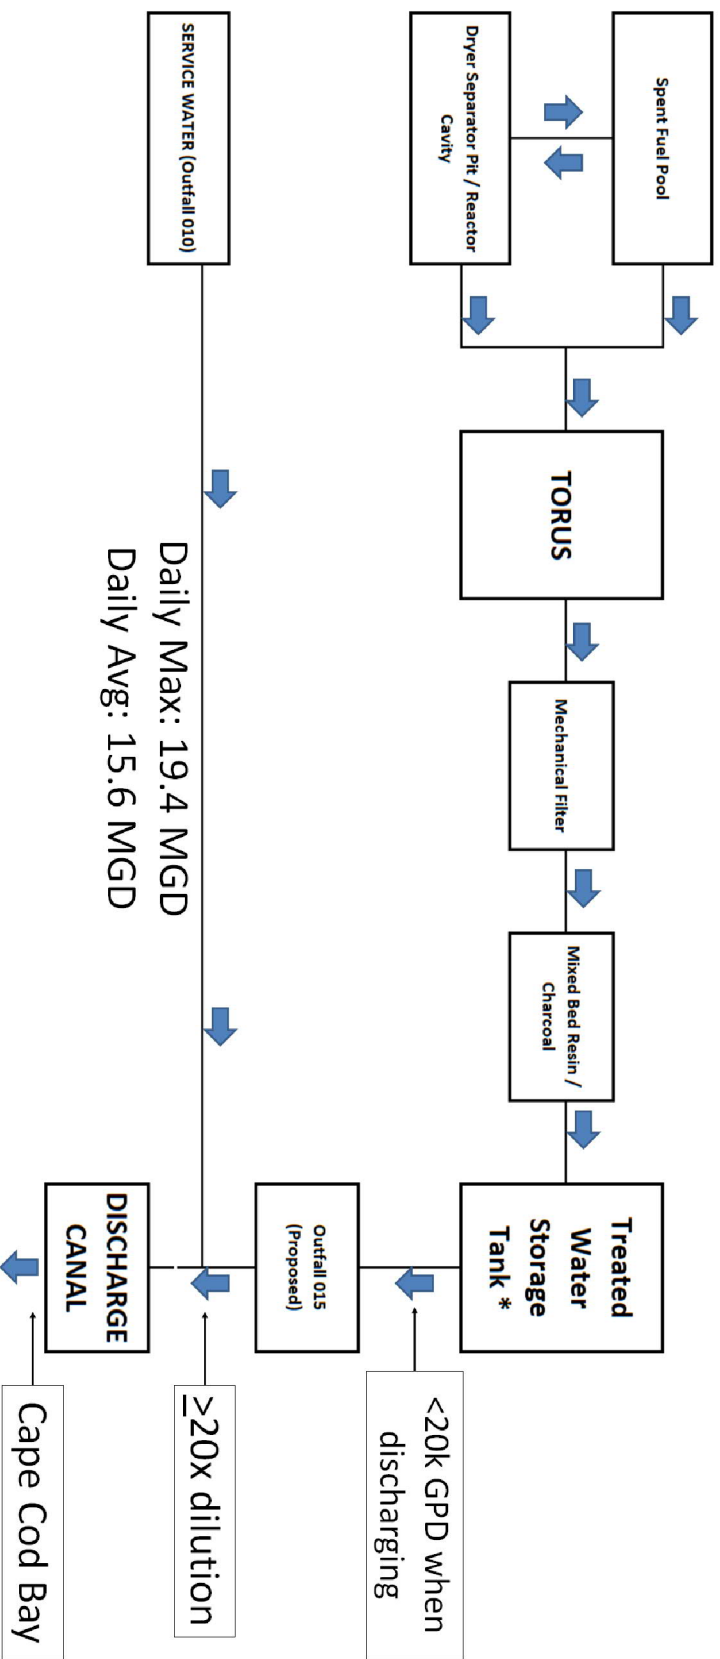 Spent Fuel Pool
Dryer Separator Pit / Reactor
Cavity
TORUS
Mechanical Filter
Mixed Bed Resin /
Charcoal
Treated
Water
Storage
Tank *
<20k GPD when
discharging
Outfall 015
(Proposed)
≥20x dilution
SERVICE WATER (Outfall 010)
Daily Max: 19.4 MGD
Daily Avg: 15.6 MGD
DISCHARGE
CANAL
Cape Cod Bay